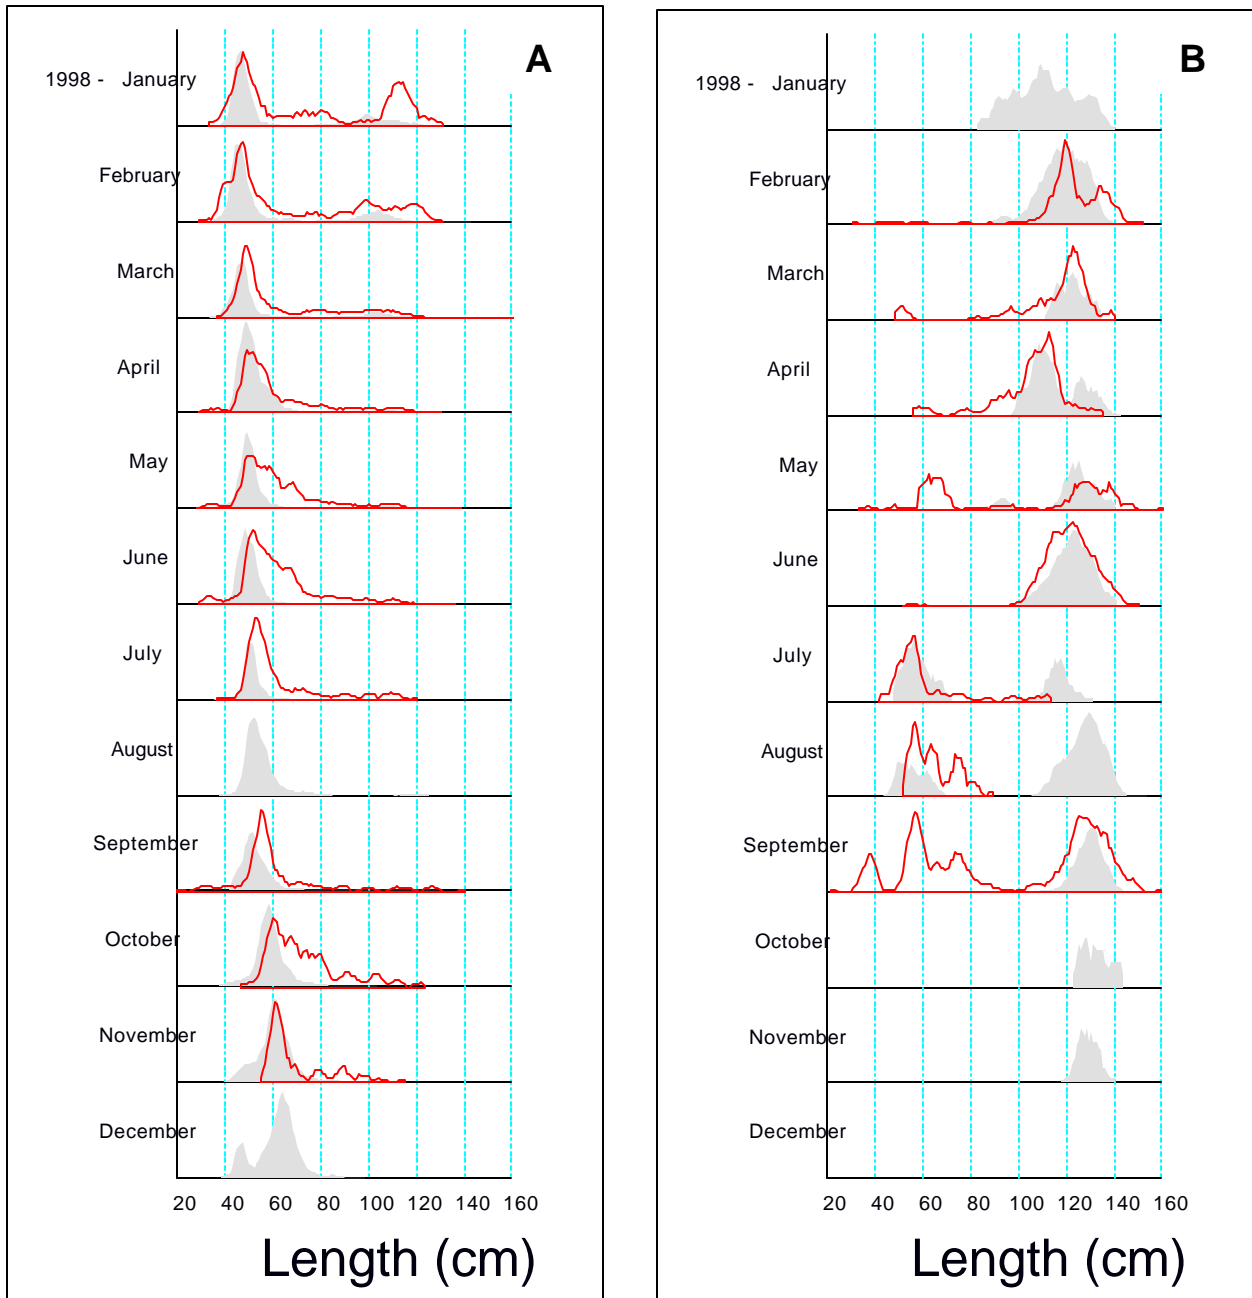 A
1998 - January
February
March
April
May
June
July
August
September
October
November
December
20 40 60 80 100 120 140 160
Length (cm)
B
1998 - January
February
March
April
May
June
July
August
September
October
November
December
20 40 60 80 100 120 140 160
Length (cm)